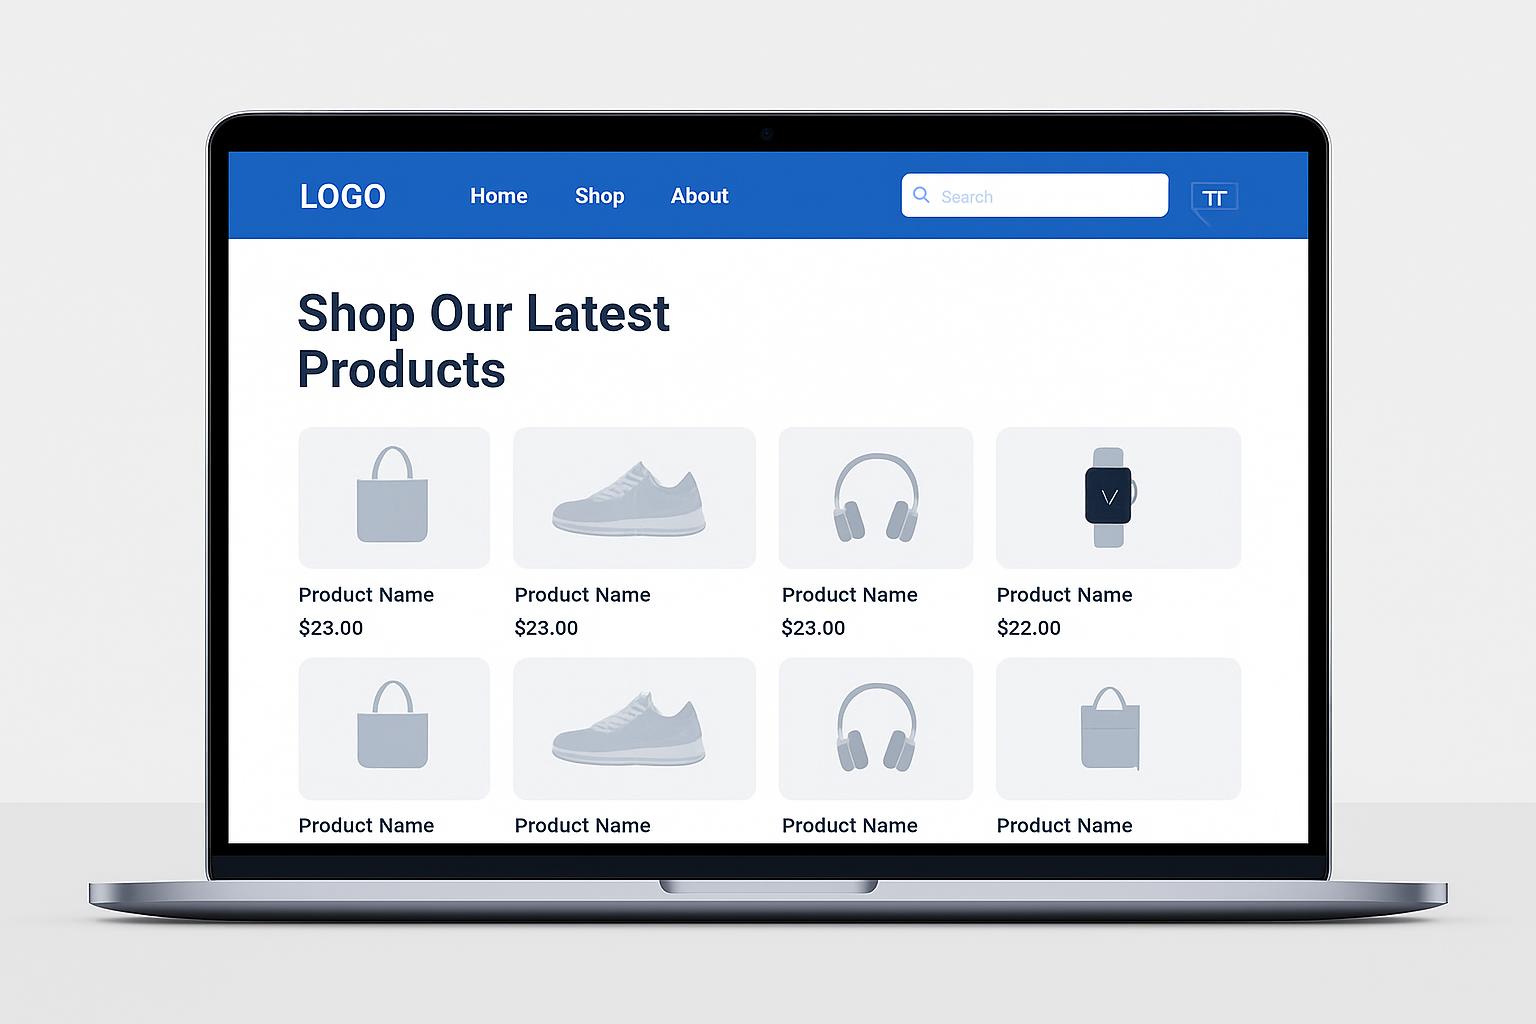 LOGO Home Shop About Search
Shop Our Latest
Products
Product Name Product Name Product Name Product Name
$23.00 $23.00 $23.00 $22.00
Product Name Product Name Product Name Product Name